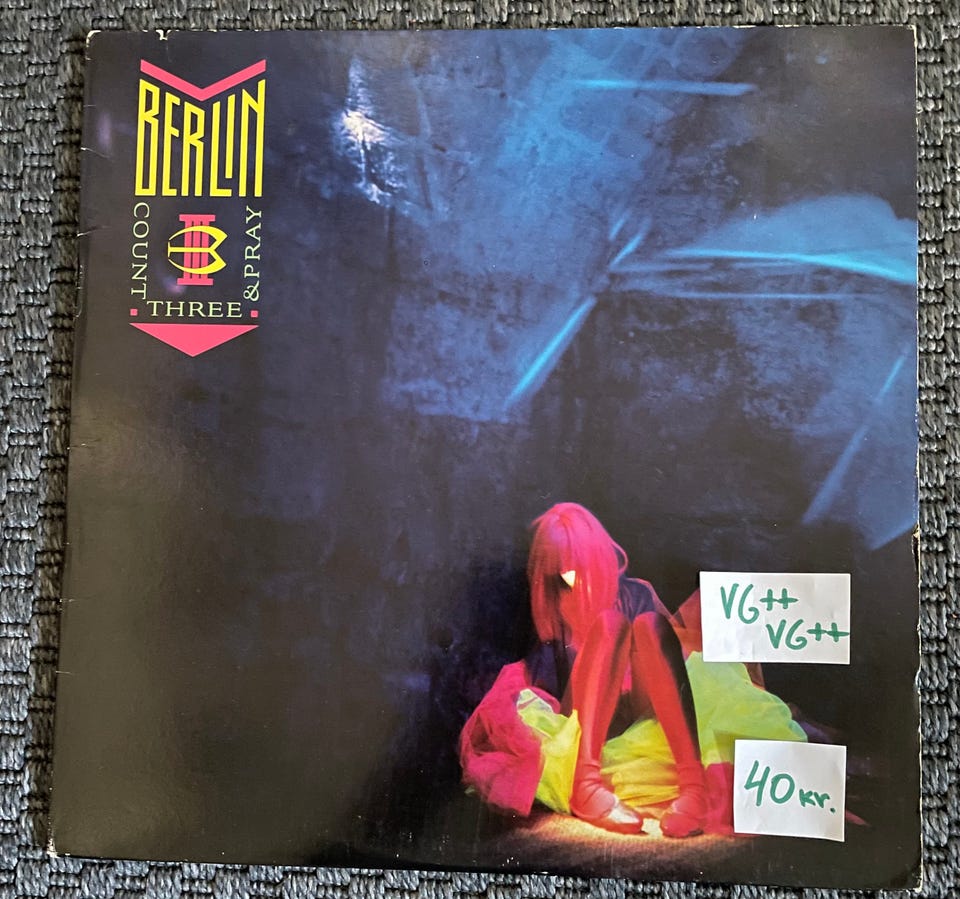 BERLIN
COUNT
THREE
& PRAY
VG++
VG++
40 kr.